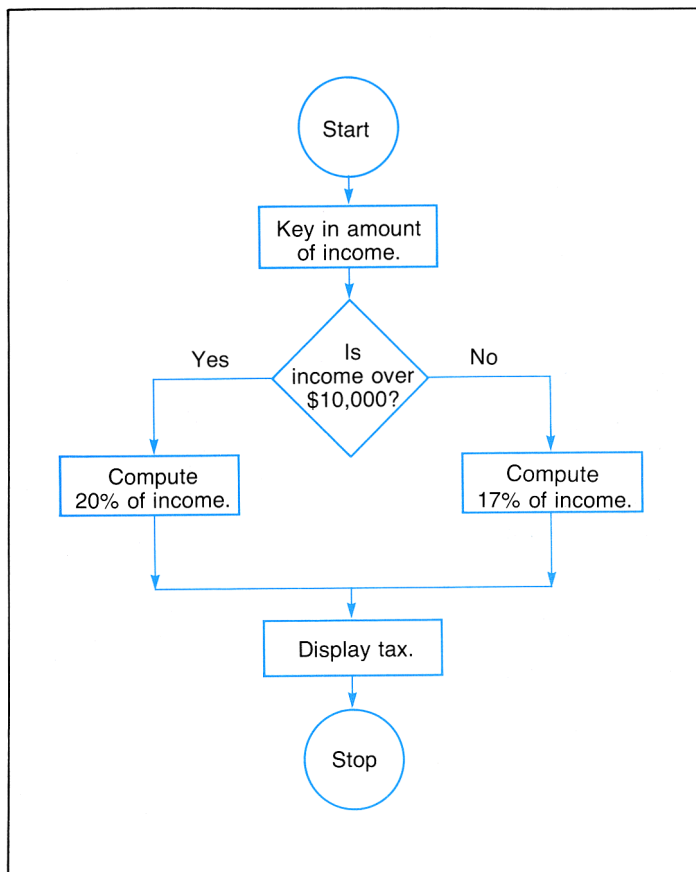 Start
Key in amount
of income.
Is
income over
$10,000?
Yes
No
Compute
20% of income.
Compute
17% of income.
Display tax.
Stop